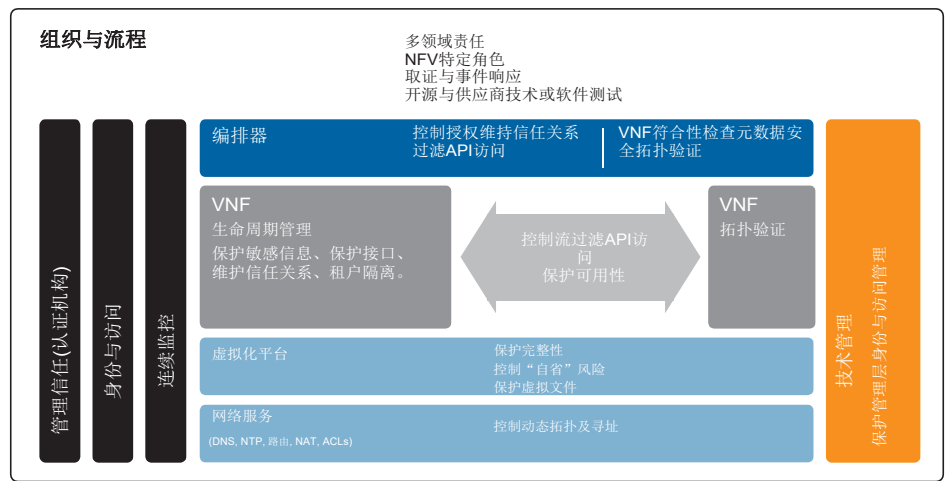 组织与流程
多领域责任
NFV特定角色
取证与事件响应
开源与供应商技术或软件测试
管理信任(认证机构)
身份与访问
连续监控
编排器
控制授权维持信任关系
过滤API访问
VNF符合性检查元数据安
全拓扑验证
VNF
生命周期管理
保护敏感信息、保护接口、
维护信任关系、租户隔离。
控制流过滤API访
问
保护可用性
VNF
拓扑验证
虚拟化平台
保护完整性
控制“自省”风险
保护虚拟文件
网络服务
(DNS, NTP, 路由, NAT, ACLs)
控制动态拓扑及寻址
技术管理
保护管理层身份与访问管理